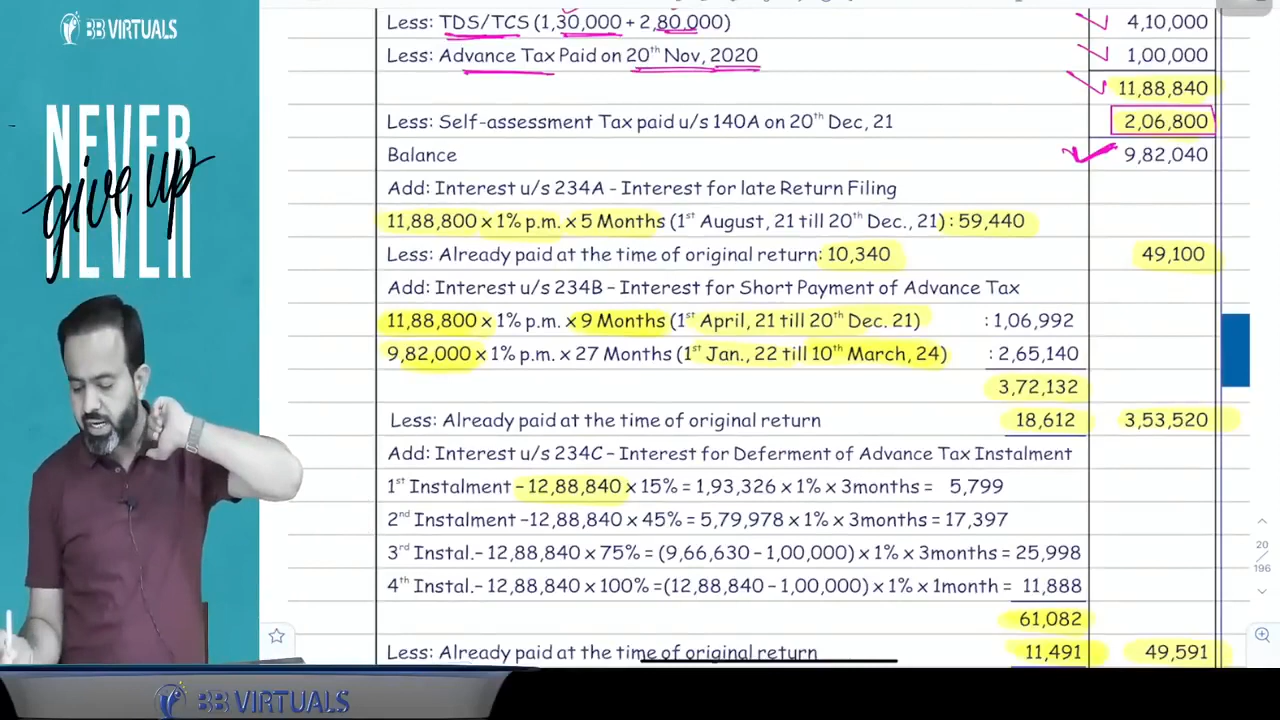 BB VIRTUALS
NEVER
give up
NEVER
Less: TDS/TCS (1,30,000 + 2,80,000) 4,10,000
Less: Advance Tax Paid on 20th Nov, 2020 1,00,000
11,88,840
Less: Self-assessment Tax paid u/s 140A on 20th Dec, 21 2,06,800
Balance 9,82,040
Add: Interest u/s 234A - Interest for late Return Filing
11,88,800 x 1% p.m. x 5 Months (1st August, 21 till 20th Dec., 21) : 59,440
Less: Already paid at the time of original return: 10,340 49,100
Add: Interest u/s 234B – Interest for Short Payment of Advance Tax
11,88,800 x 1% p.m. x 9 Months (1st April, 21 till 20th Dec. 21) : 1,06,992
9,82,000 x 1% p.m. x 27 Months (1st Jan., 22 till 10th March, 24) : 2,65,140
3,72,132
Less: Already paid at the time of original return 18,612 3,53,520
Add: Interest u/s 234C – Interest for Deferment of Advance Tax Instalment
1st Instalment – 12,88,840 x 15% = 1,93,326 x 1% x 3months = 5,799
2nd Instalment –12,88,840 x 45% = 5,79,978 x 1% x 3months = 17,397
3rd Instal.– 12,88,840 x 75% = (9,66,630 – 1,00,000) x 1% x 3months = 25,998
4th Instal.– 12,88,840 x 100% =(12,88,840 – 1,00,000) x 1% x 1month = 11,888
61,082
Less: Already paid at the time of original return 11,491 49,591
20
/
196
BB VIRTUALS